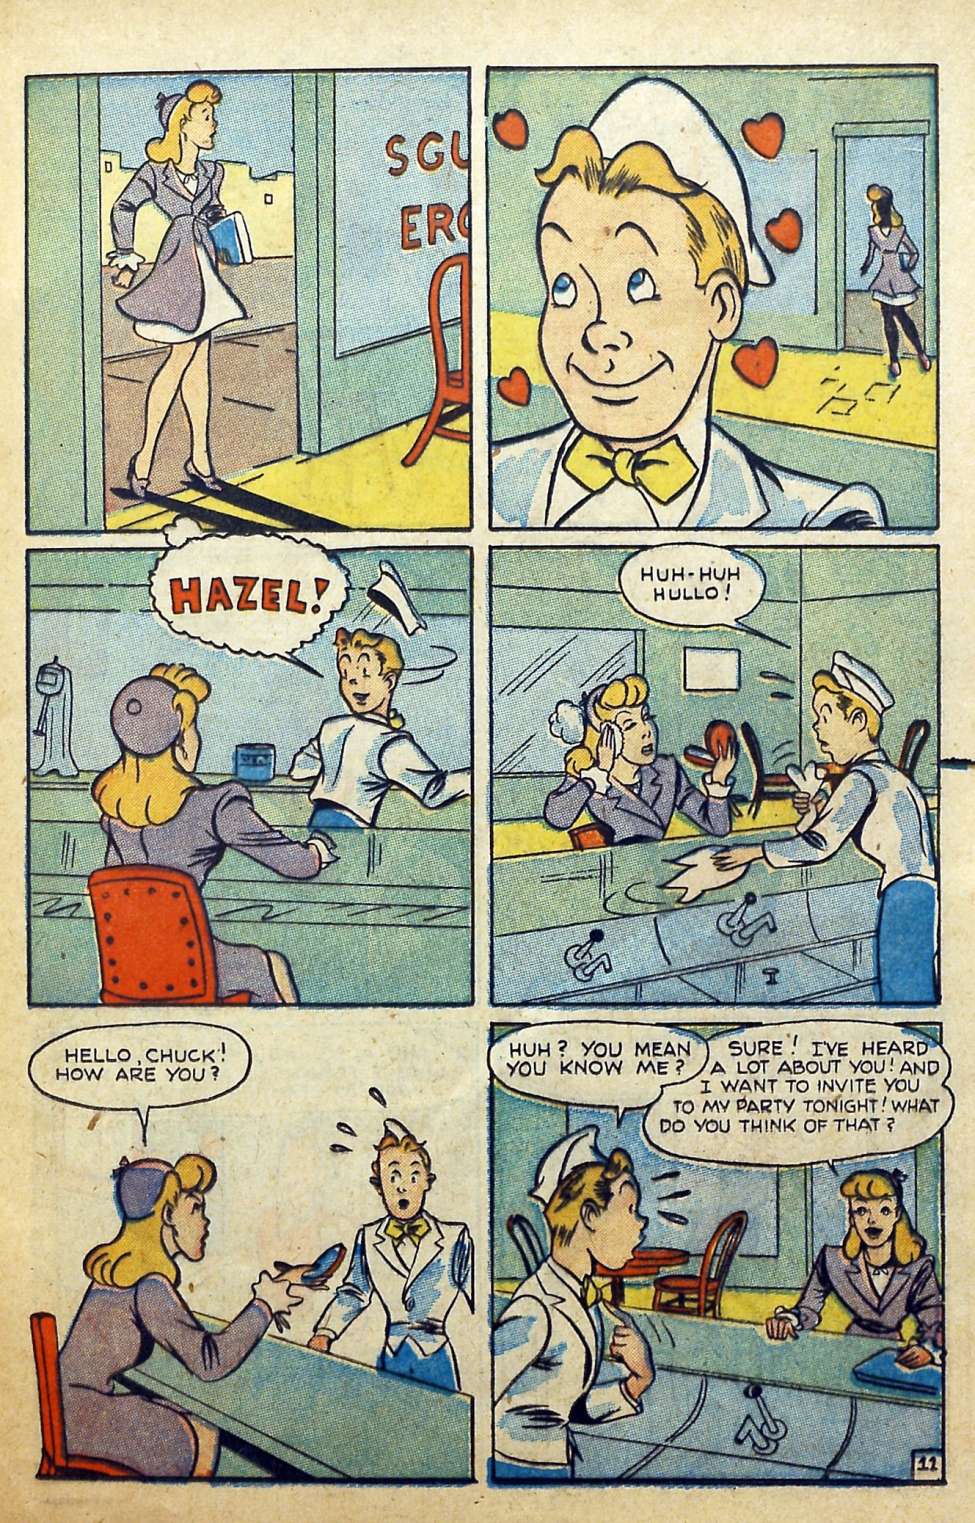 SGU
ERO
HAZEL!
HUH-HUH
HULLO!
HELLO, CHUCK!
HOW ARE YOU?
HUH? YOU MEAN
YOU KNOW ME?
SURE! I'VE HEARD
A LOT ABOUT YOU! AND
I WANT TO INVITE YOU
TO MY PARTY TONIGHT! WHAT
DO YOU THINK OF THAT?
11